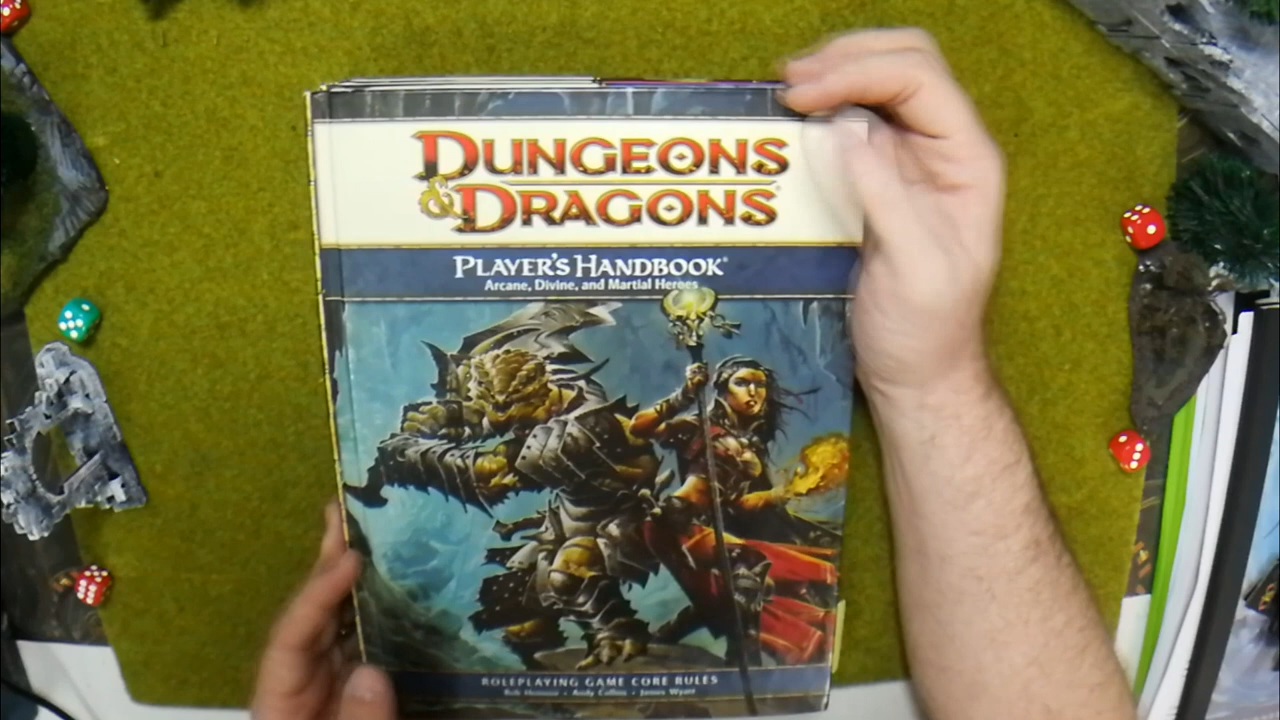 DUNGEONS
& DRAGONS®
PLAYER'S HANDBOOK®
Arcane, Divine, and Martial Heroes
ROLEPLAYING GAME CORE RULES
Rob Heinsoo • Andy Collins • James Wyatt